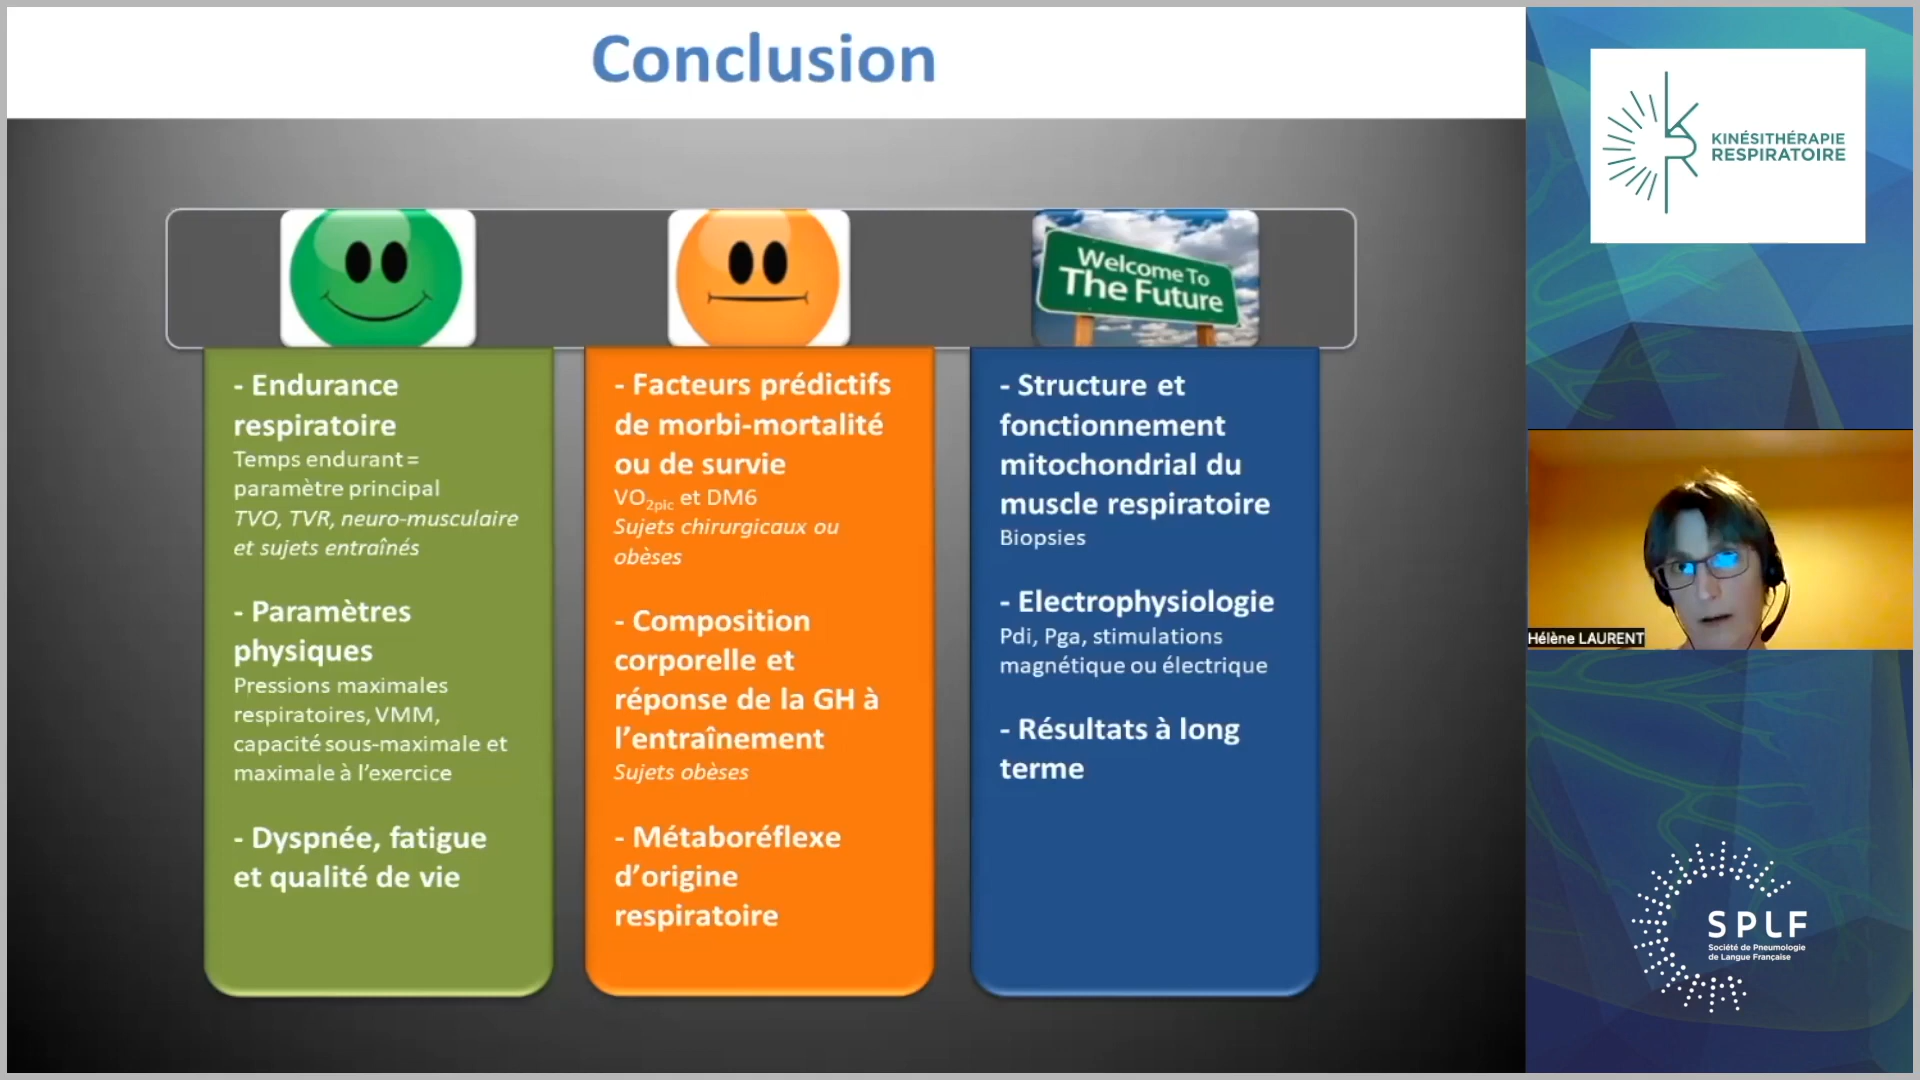 Conclusion
Welcome To
The Future
- Endurance
respiratoire
Temps endurant =
paramètre principal
TVO, TVR, neuro-musculaire
et sujets entraînés
- Paramètres
physiques
Pressions maximales
respiratoires, VMM,
capacité sous-maximale et
maximale à l'exercice
- Dyspnée, fatigue
et qualité de vie
- Facteurs prédictifs
de morbi-mortalité
ou de survie
VO2pic et DM6
Sujets chirurgicaux ou
obèses
- Composition
corporelle et
réponse de la GH à
l'entraînement
Sujets obèses
- Métaboréflexe
d'origine
respiratoire
- Structure et
fonctionnement
mitochondrial du
muscle respiratoire
Biopsies
- Electrophysiologie
Pdi, Pga, stimulations
magnétique ou électrique
- Résultats à long
terme
KINÉSITHÉRAPIE
RESPIRATOIRE
Hélène LAURENT
SPLF
Société de Pneumologie
de Langue Française